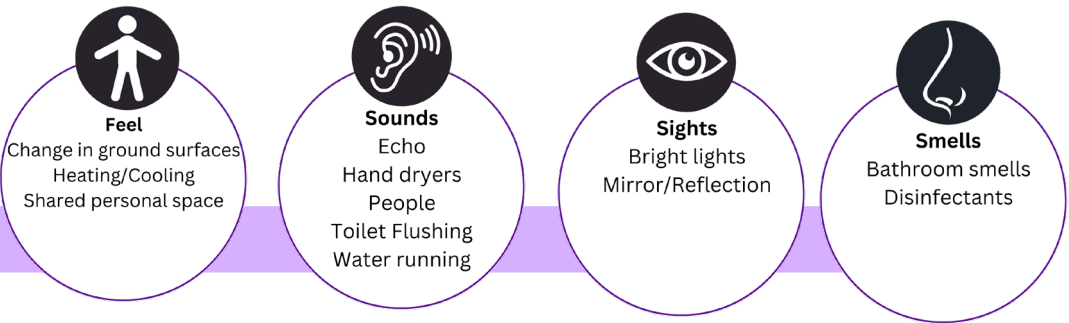 Feel
Change in ground surfaces
Heating/Cooling
Shared personal space
Sounds
Echo
Hand dryers
People
Toilet Flushing
Water running
Sights
Bright lights
Mirror/Reflection
Smells
Bathroom smells
Disinfectants